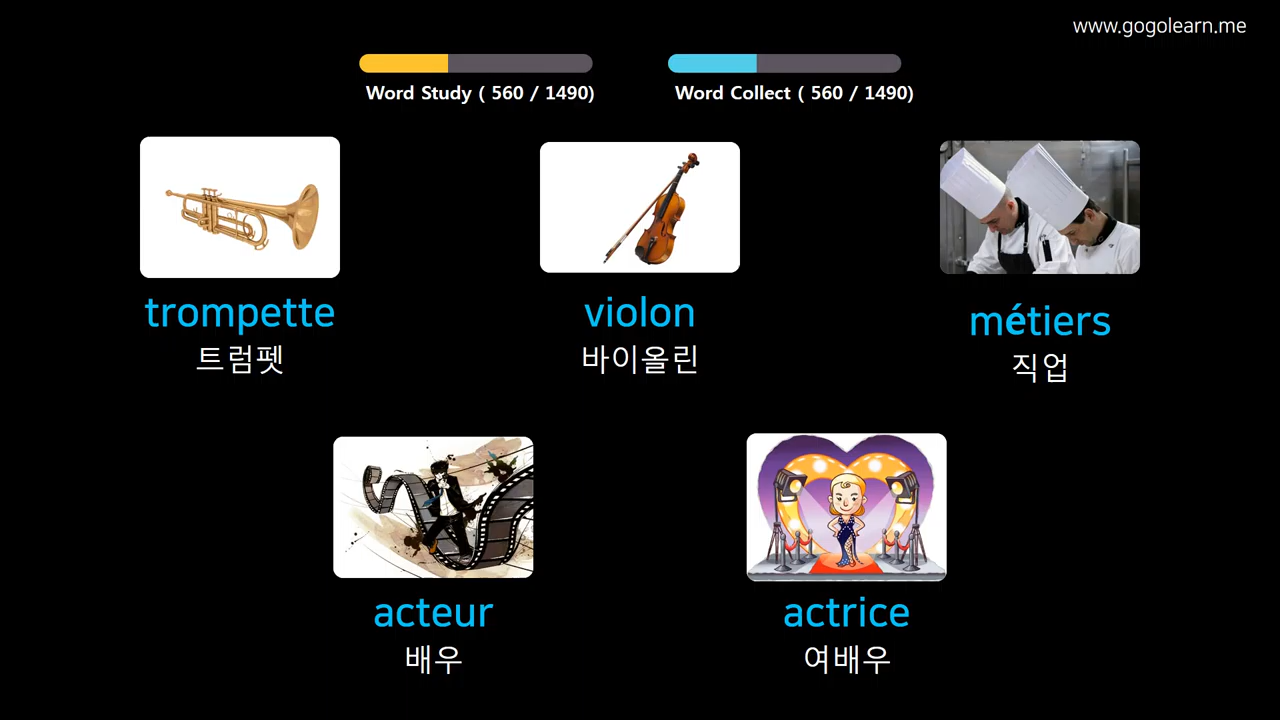 www.gogolearn.me
Word Study ( 560 / 1490)
Word Collect ( 560 / 1490)
trompette
트럼펫
violon
바이올린
métiers
직업
acteur
배우
actrice
여배우